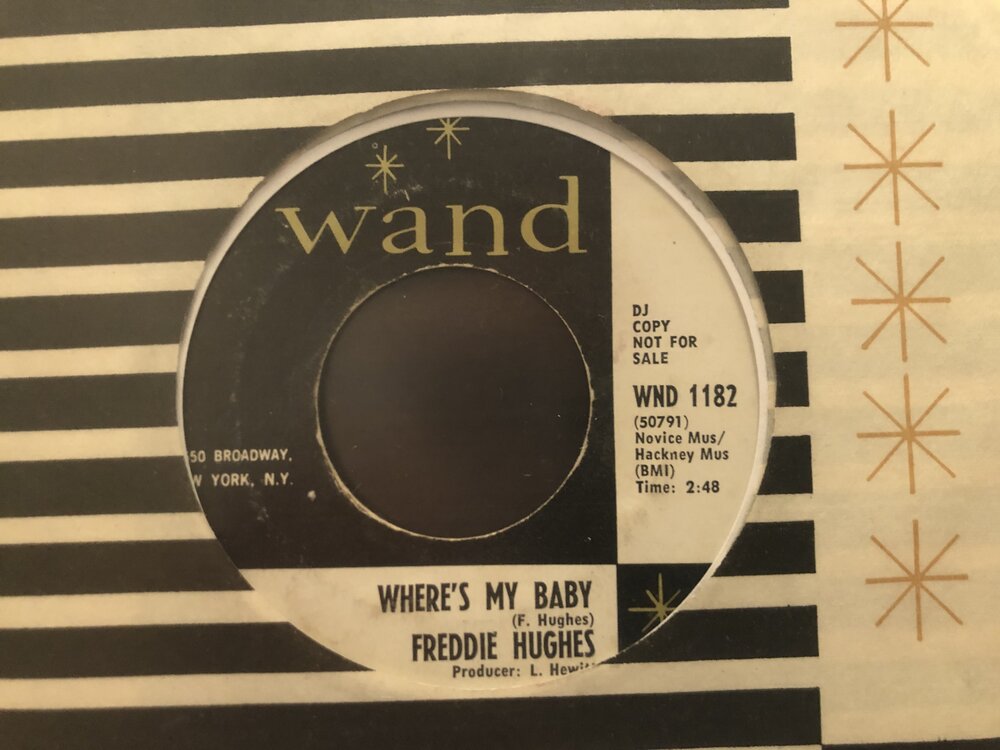 wand
DJ
COPY
NOT FOR
SALE
WND 1182
(50791)
Novice Mus/
Hackney Mus
(BMI)
Time: 2:48
50 BROADWAY,
YORK, N.Y.
WHERE'S MY BABY
(F. Hughes)
FREDDIE HUGHES
Producer: L.